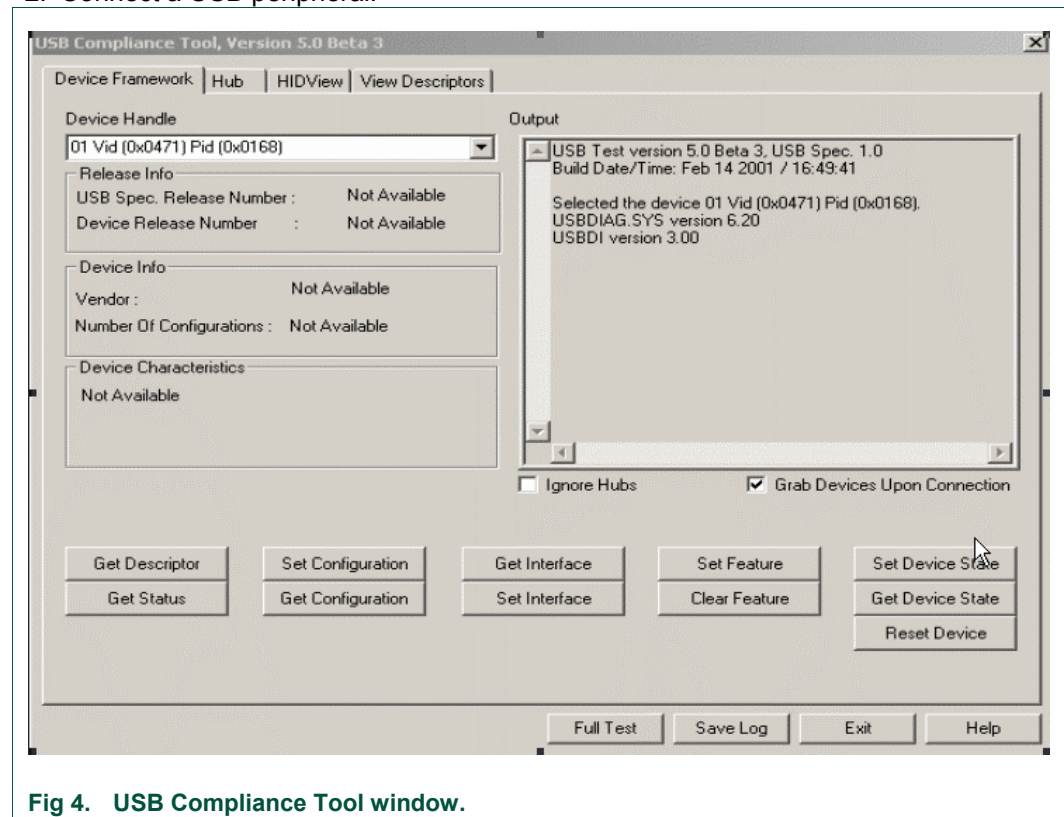 2. Connect a USB peripheral.
USB Compliance Tool, Version 5.0 Beta 3
Device Framework Hub HIDView View Descriptors
Device Handle
01 Vid (0x0471) Pid (0x0168)
Release Info
USB Spec. Release Number : Not Available
Device Release Number : Not Available
Device Info
Vendor : Not Available
Number Of Configurations : Not Available
Device Characteristics
Not Available
Output
USB Test version 5.0 Beta 3, USB Spec. 1.0
Build Date/Time: Feb 14 2001 / 16:49:41
Selected the device 01 Vid (0x0471) Pid (0x0168).
USBDIAG.SYS version 6.20
USBDI version 3.00
Ignore Hubs Grab Devices Upon Connection
Get Descriptor Set Configuration Get Interface Set Feature Set Device State
Get Status Get Configuration Set Interface Clear Feature Get Device State
Reset Device
Full Test Save Log Exit Help
Fig 4. USB Compliance Tool window.